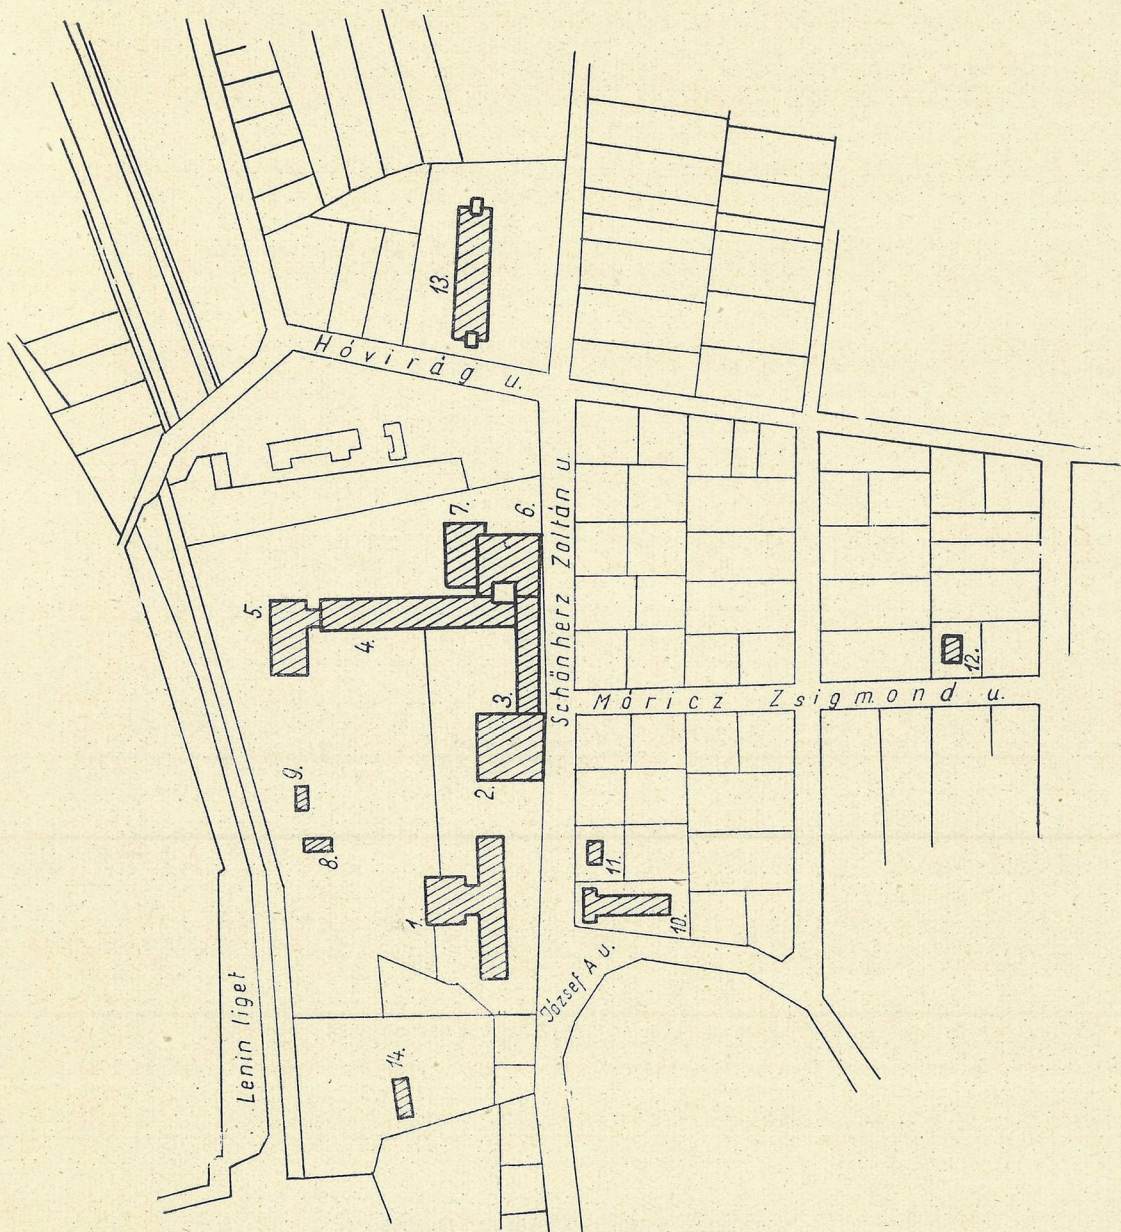 13.
Hóvirág u.
7.
6.
5.
4.
Schönherz Zoltán u.
3.
12.
Móricz Zsigmond u.
2.
9.
8.
11.
1.
10.
József A u.
Lenin liget
14.